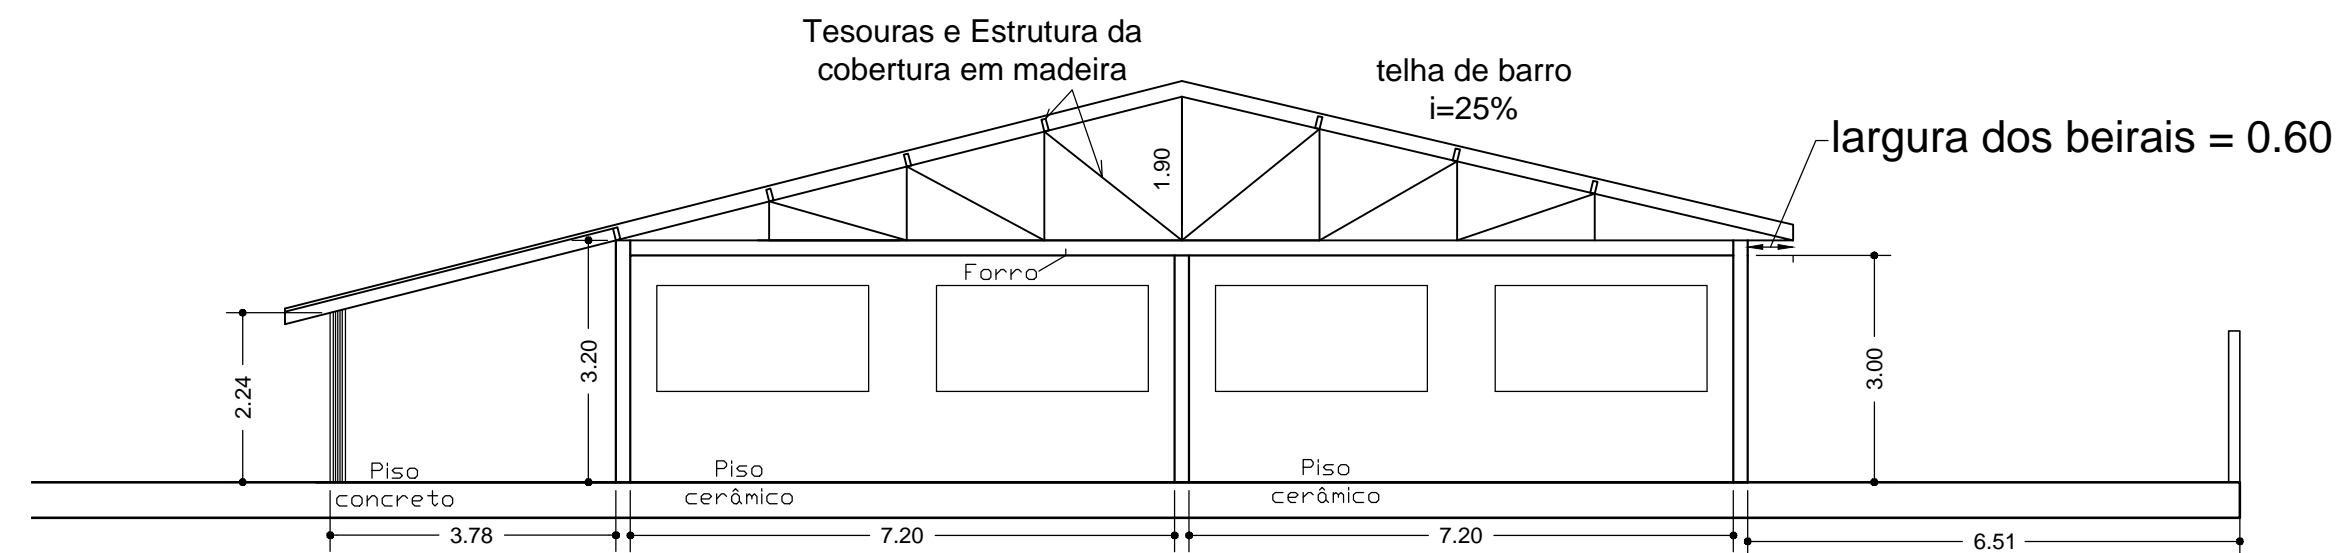 Tesouras e Estrutura da
cobertura em madeira
telha de barro
i=25%
largura dos beirais = 0.60
1.90
Forro
2.24
3.20
3.00
Piso
concreto
Piso
cerâmico
Piso
cerâmico
3.78
7.20
7.20
6.51